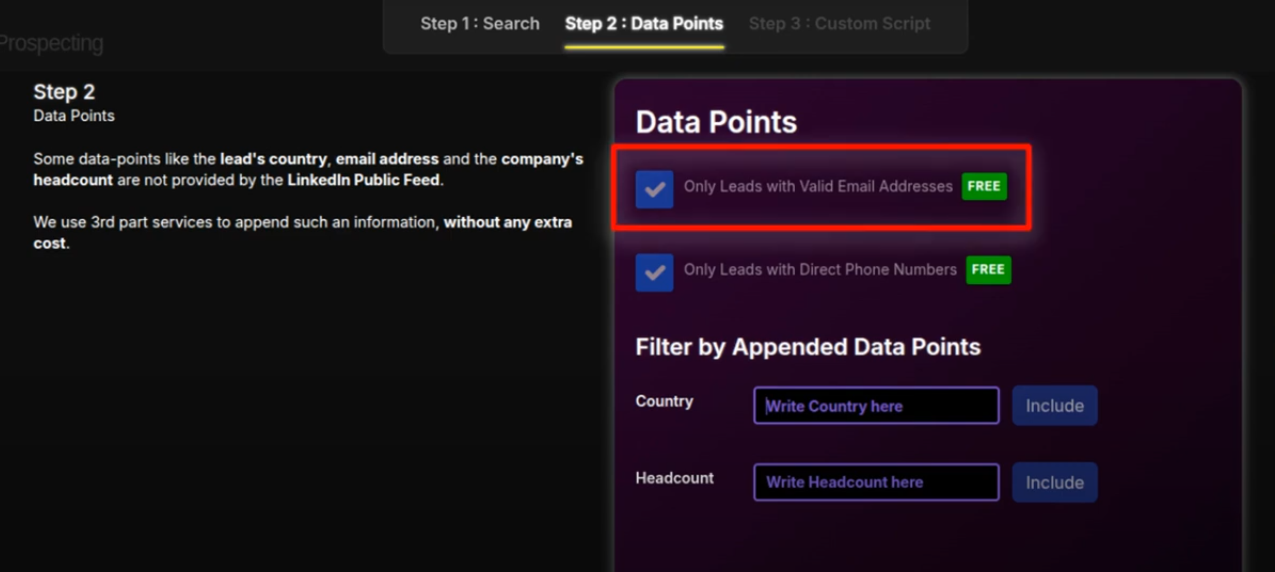 Prospecting
Step 1 : Search
Step 2 : Data Points
Step 3 : Custom Script
Step 2
Data Points
Some data-points like the lead's country, email address and the company's
headcount are not provided by the LinkedIn Public Feed.
We use 3rd part services to append such an information, without any extra
cost.
Data Points
Only Leads with Valid Email Addresses FREE
Only Leads with Direct Phone Numbers FREE
Filter by Appended Data Points
Country Write Country here Include
Headcount Write Headcount here Include